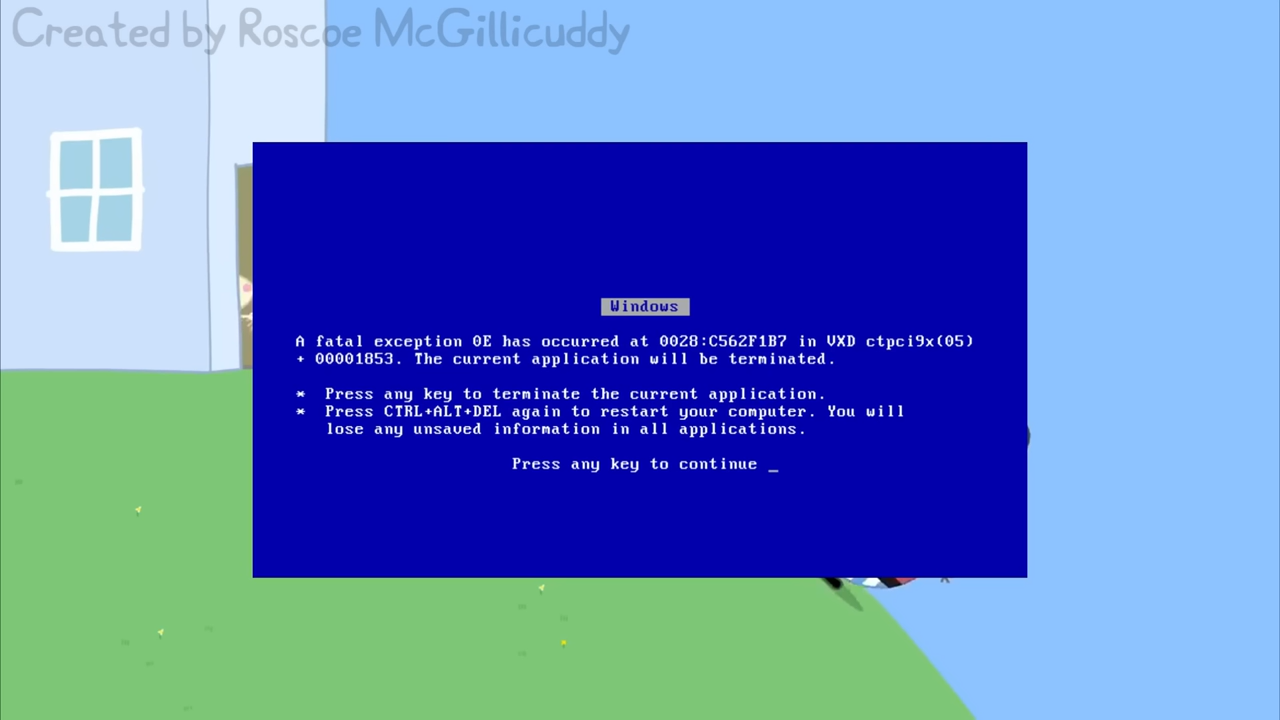 Created by Roscoe McGillicuddy
Windows
A fatal exception 0E has occurred at 0028:C562F1B7 in VXD ctpci9x(05)
+ 00001853. The current application will be terminated.
* Press any key to terminate the current application.
* Press CTRL+ALT+DEL again to restart your computer. You will
lose any unsaved information in all applications.
Press any key to continue _